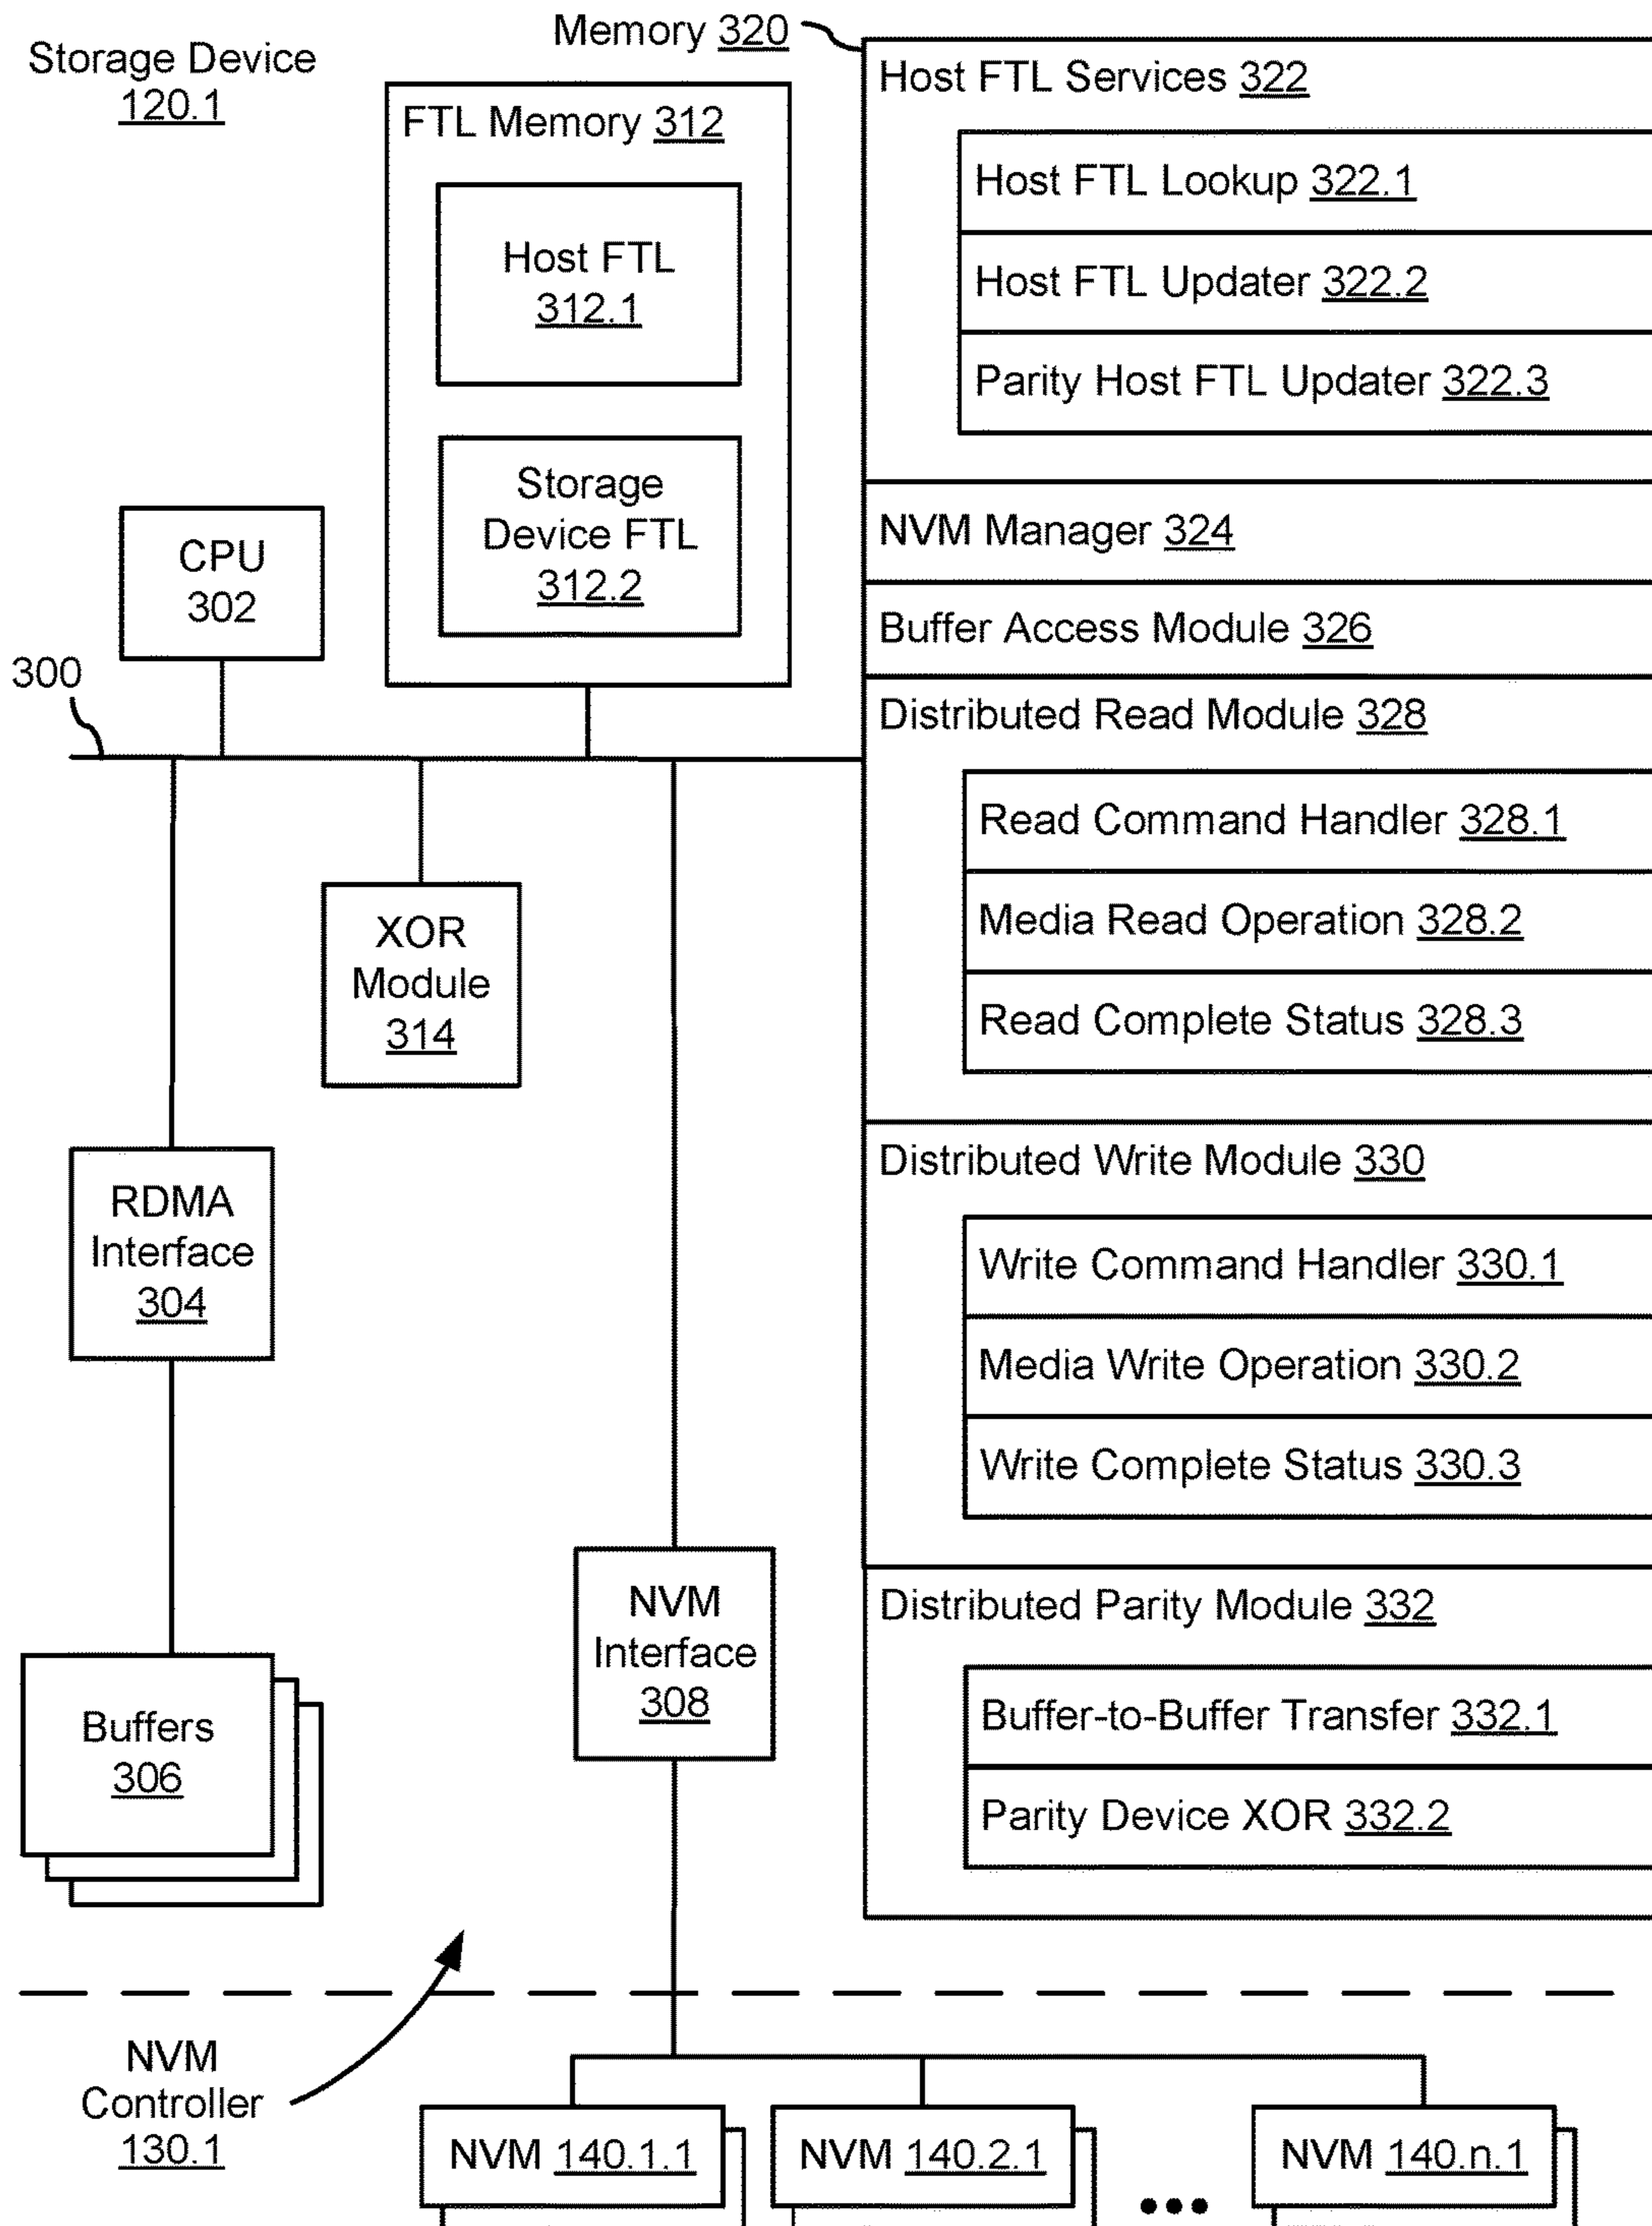 Storage Device
120.1
Memory 320
FTL Memory 312
Host FTL
312.1
Storage
Device FTL
312.2
CPU
302
300
XOR
Module
314
RDMA
Interface
304
Buffers
306
NVM
Interface
308
Host FTL Services 322
Host FTL Lookup 322.1
Host FTL Updater 322.2
Parity Host FTL Updater 322.3
NVM Manager 324
Buffer Access Module 326
Distributed Read Module 328
Read Command Handler 328.1
Media Read Operation 328.2
Read Complete Status 328.3
Distributed Write Module 330
Write Command Handler 330.1
Media Write Operation 330.2
Write Complete Status 330.3
Distributed Parity Module 332
Buffer-to-Buffer Transfer 332.1
Parity Device XOR 332.2
NVM
Controller
130.1
NVM 140.1.1
NVM 140.2.1
•••
NVM 140.n.1